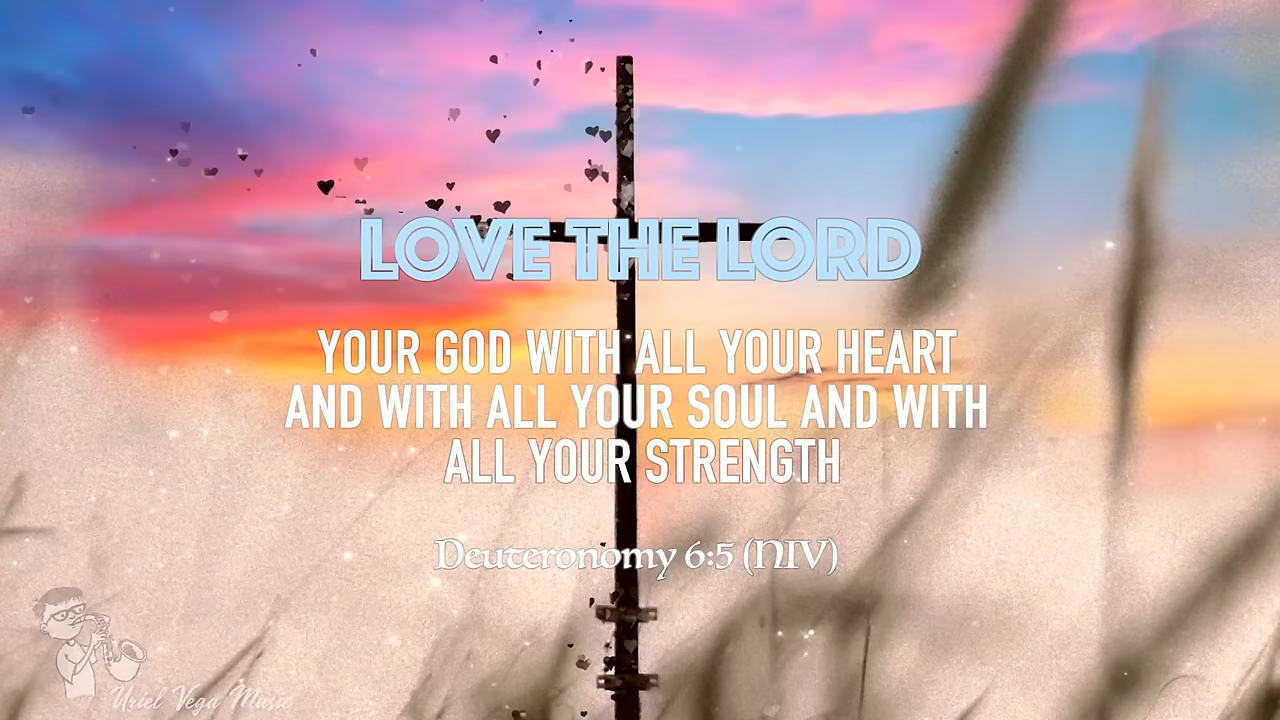 LOVE THE LORD
YOUR GOD WITH ALL YOUR HEART
AND WITH ALL YOUR SOUL AND WITH
ALL YOUR STRENGTH
Deuteronomy 6:5 (NIV)
Uriel Vega Music